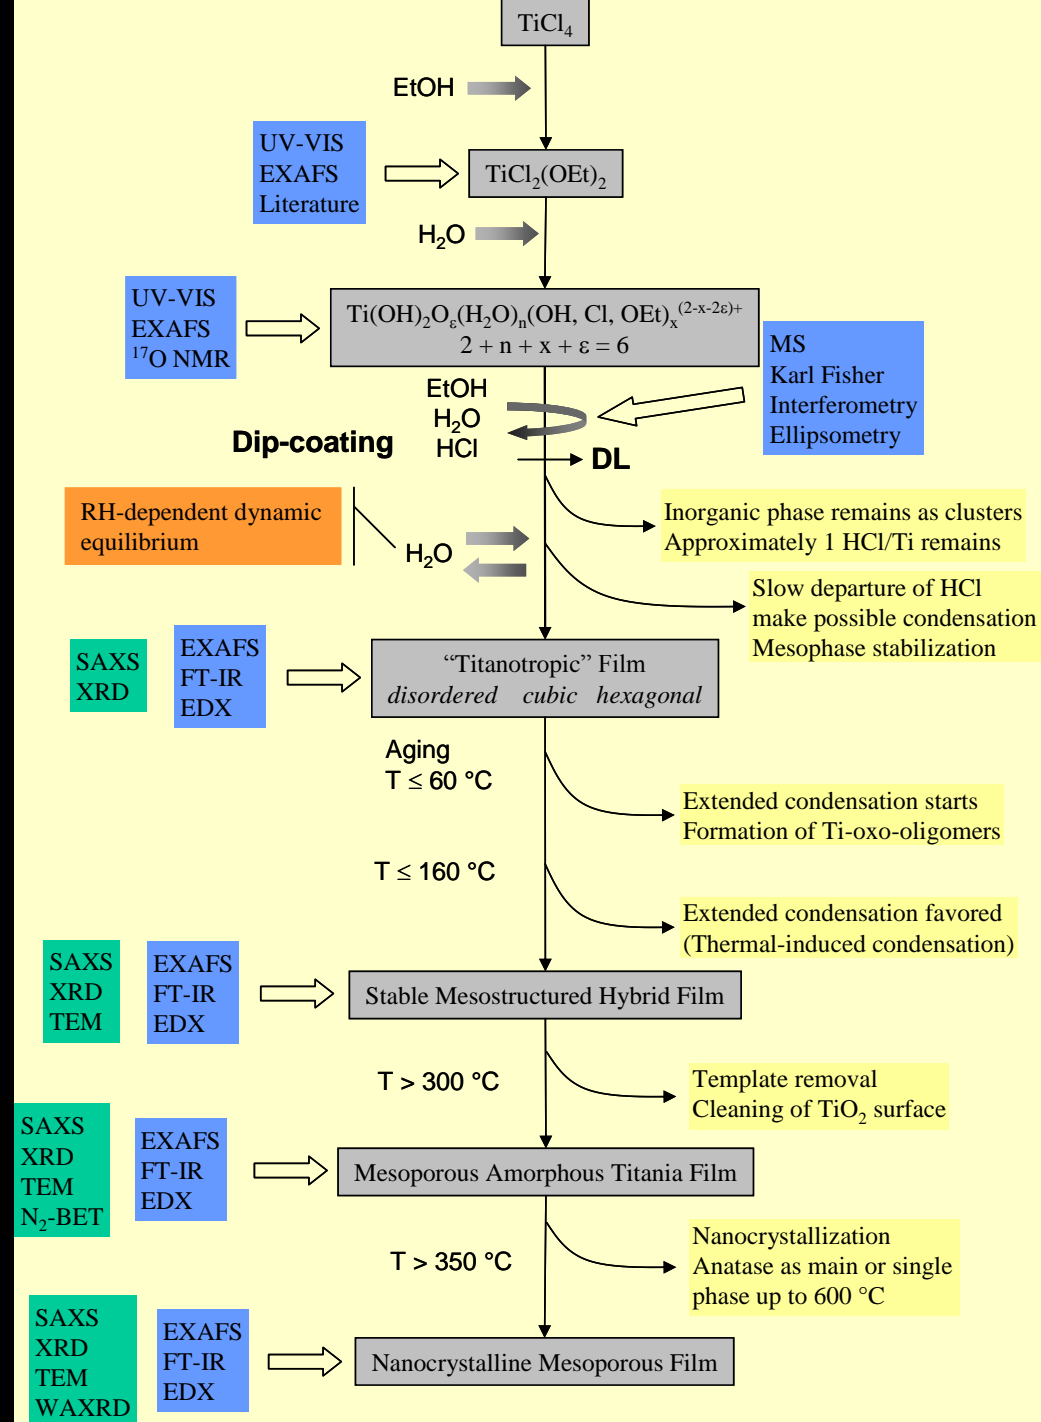 TiCl₄
EtOH
UV-VIS
EXAFS
Literature
TiCl₂(OEt)₂
H₂O
UV-VIS
EXAFS
¹⁷O NMR
Ti(OH)₂O_ε(H₂O)ₙ(OH, Cl, OEt)ₓ⁽²⁻ˣ⁻²ᵋ⁾⁺
2 + n + x + ε = 6
MS
Karl Fisher
Interferometry
Ellipsometry
EtOH
H₂O
HCl
Dip-coating
DL
RH-dependent dynamic
equilibrium
H₂O
Inorganic phase remains as clusters
Approximately 1 HCl/Ti remains
Slow departure of HCl
make possible condensation
Mesophase stabilization
SAXS
XRD
EXAFS
FT-IR
EDX
“Titanotropic” Film
disordered cubic hexagonal
Aging
T ≤ 60 °C
Extended condensation starts
Formation of Ti-oxo-oligomers
T ≤ 160 °C
Extended condensation favored
(Thermal-induced condensation)
SAXS
XRD
TEM
EXAFS
FT-IR
EDX
Stable Mesostructured Hybrid Film
T > 300 °C
Template removal
Cleaning of TiO₂ surface
SAXS
XRD
TEM
N₂-BET
EXAFS
FT-IR
EDX
Mesoporous Amorphous Titania Film
T > 350 °C
Nanocrystallization
Anatase as main or single
phase up to 600 °C
SAXS
XRD
TEM
WAXRD
EXAFS
FT-IR
EDX
Nanocrystalline Mesoporous Film